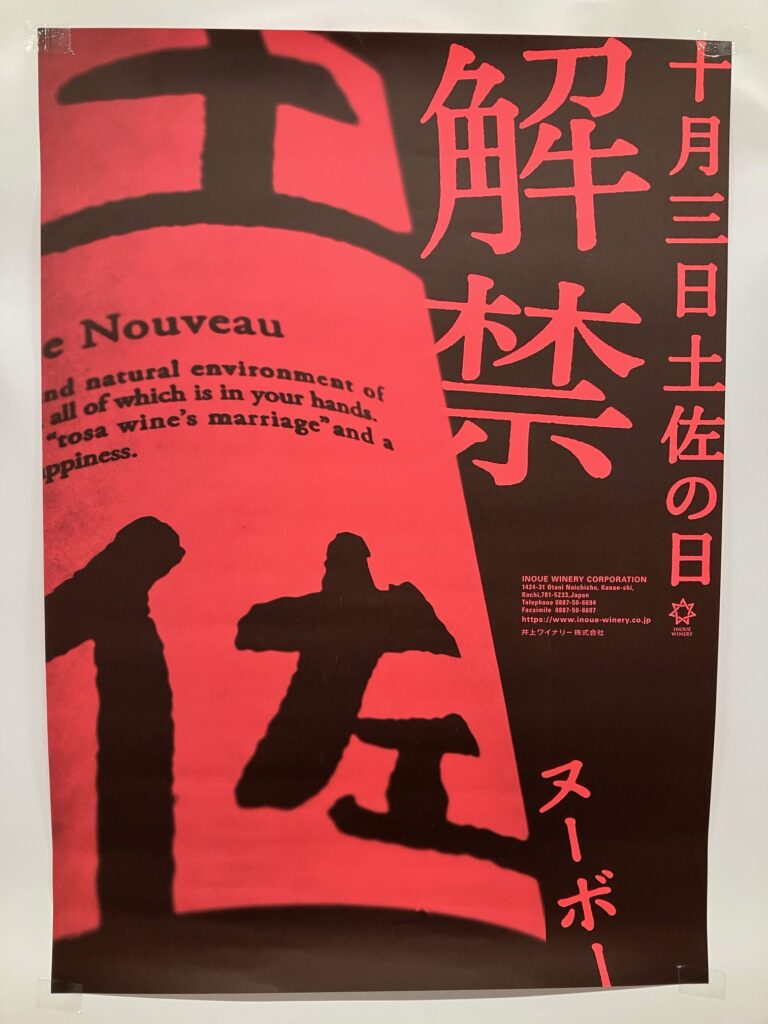 十月三日土佐の日
解禁
土佐
e Nouveau
nd natural environment of
all of which is in your hands.
"tosa wine's marriage" and a
appiness.
INOUE WINERY CORPORATION
1424-31 Otani Noichicho, Konan-shi,
Kochi,781-5233,Japan
Telephone 0887-50-6694
Facsimile 0887-50-6697
https://www.inoue-winery.co.jp
井上ワイナリー株式会社
INOUE
WINERY
ヌーボー